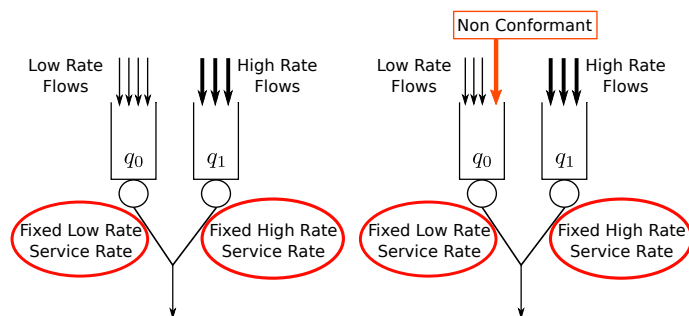 Non Conformant
Low Rate
Flows
High Rate
Flows
Low Rate
Flows
High Rate
Flows
q0
q1
q0
q1
Fixed Low Rate
Service Rate
Fixed High Rate
Service Rate
Fixed Low Rate
Service Rate
Fixed High Rate
Service Rate